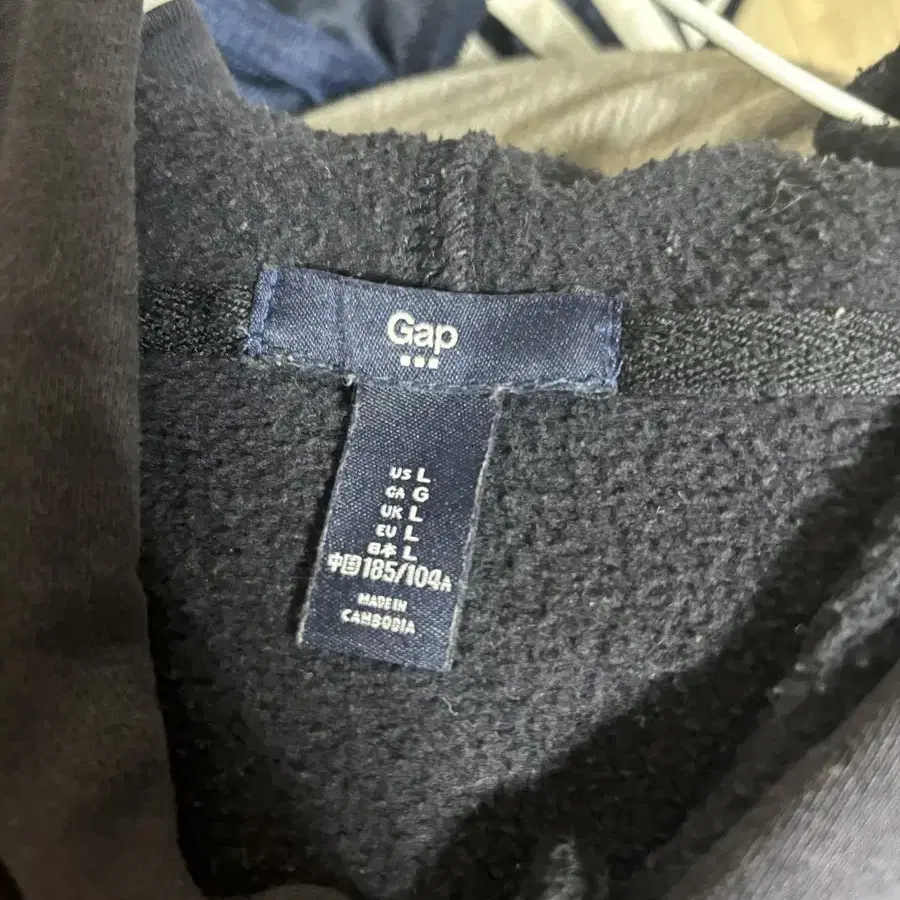 Gap
US L
CA G
UK L
EU L
日本 L
中国 185/104A
MADE IN
CAMBODIA